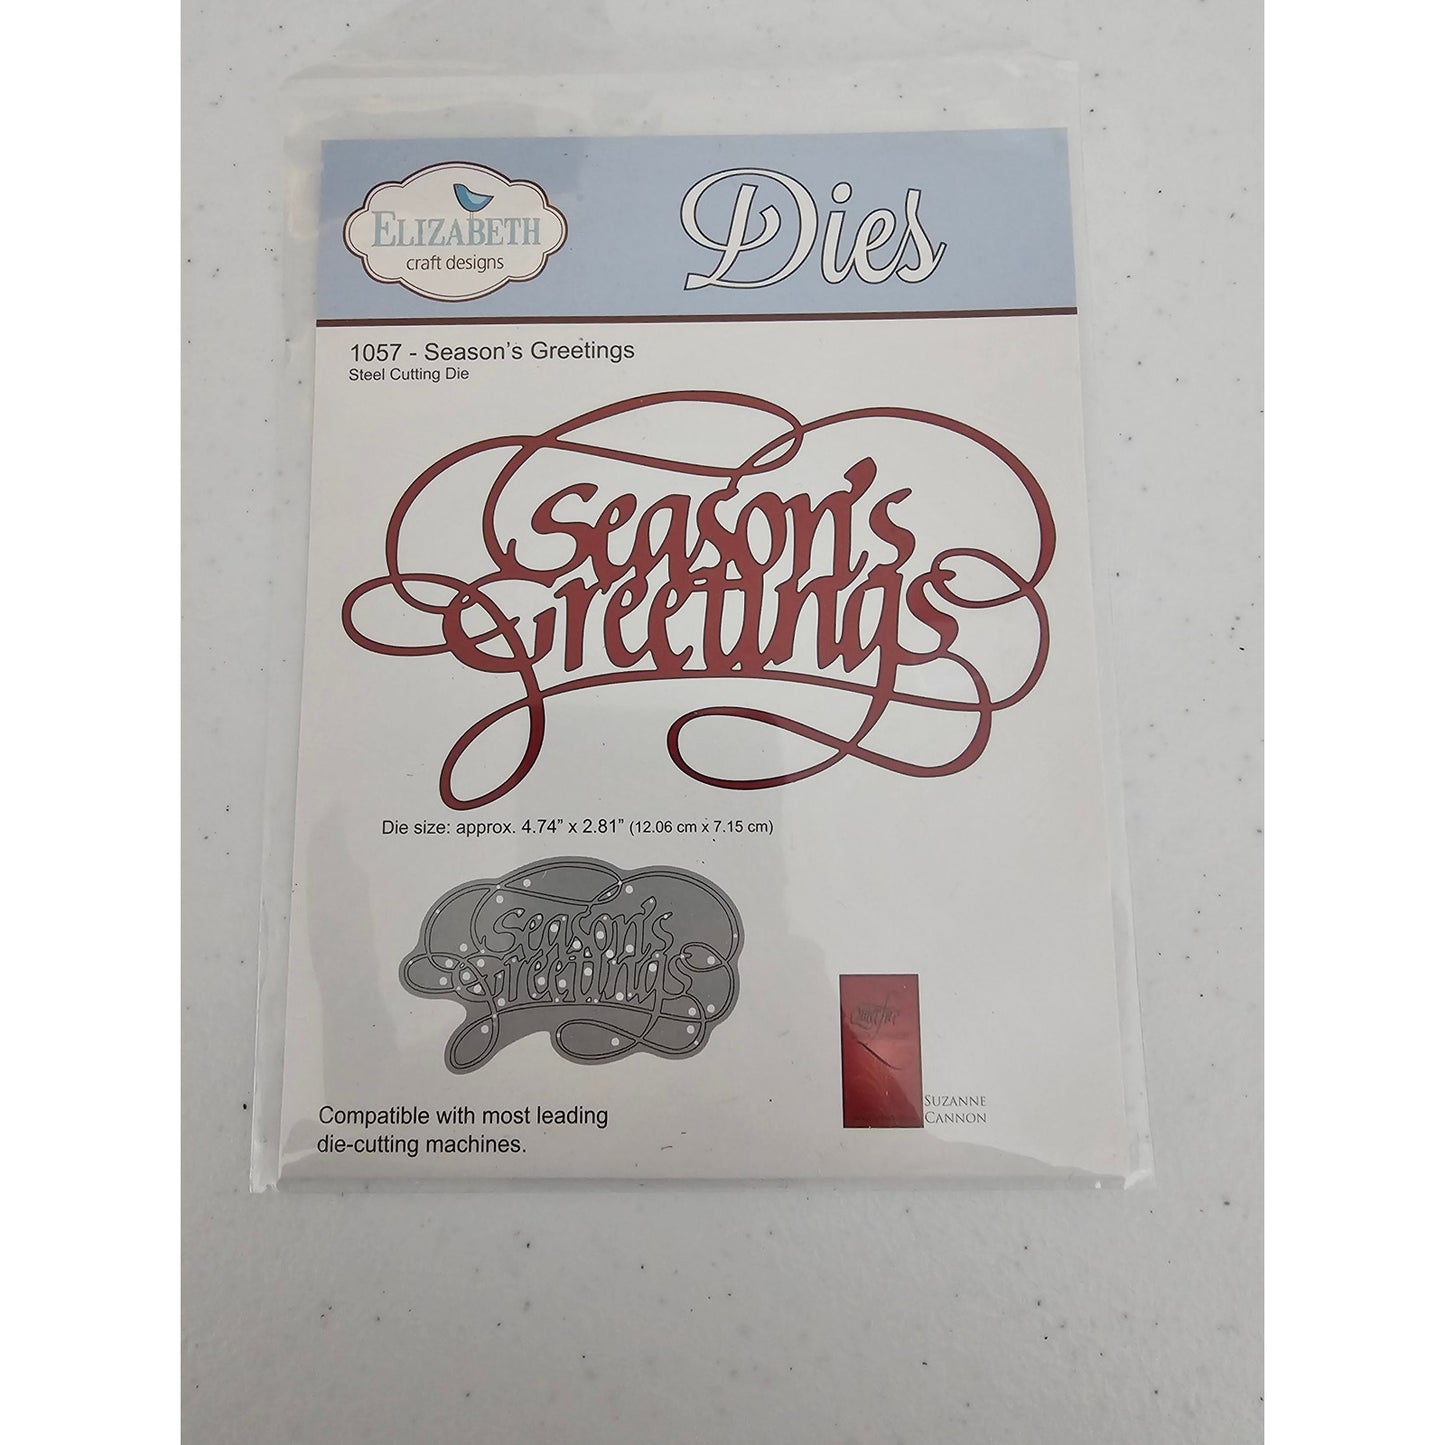 ELIZABETH
craft designs
Dies
1057 - Season's Greetings
Steel Cutting Die
Season's
Greetings
Die size: approx. 4.74” x 2.81” (12.06 cm x 7.15 cm)
Season's
Greetings
Compatible with most leading
die-cutting machines.
SUZANNE
CANNON